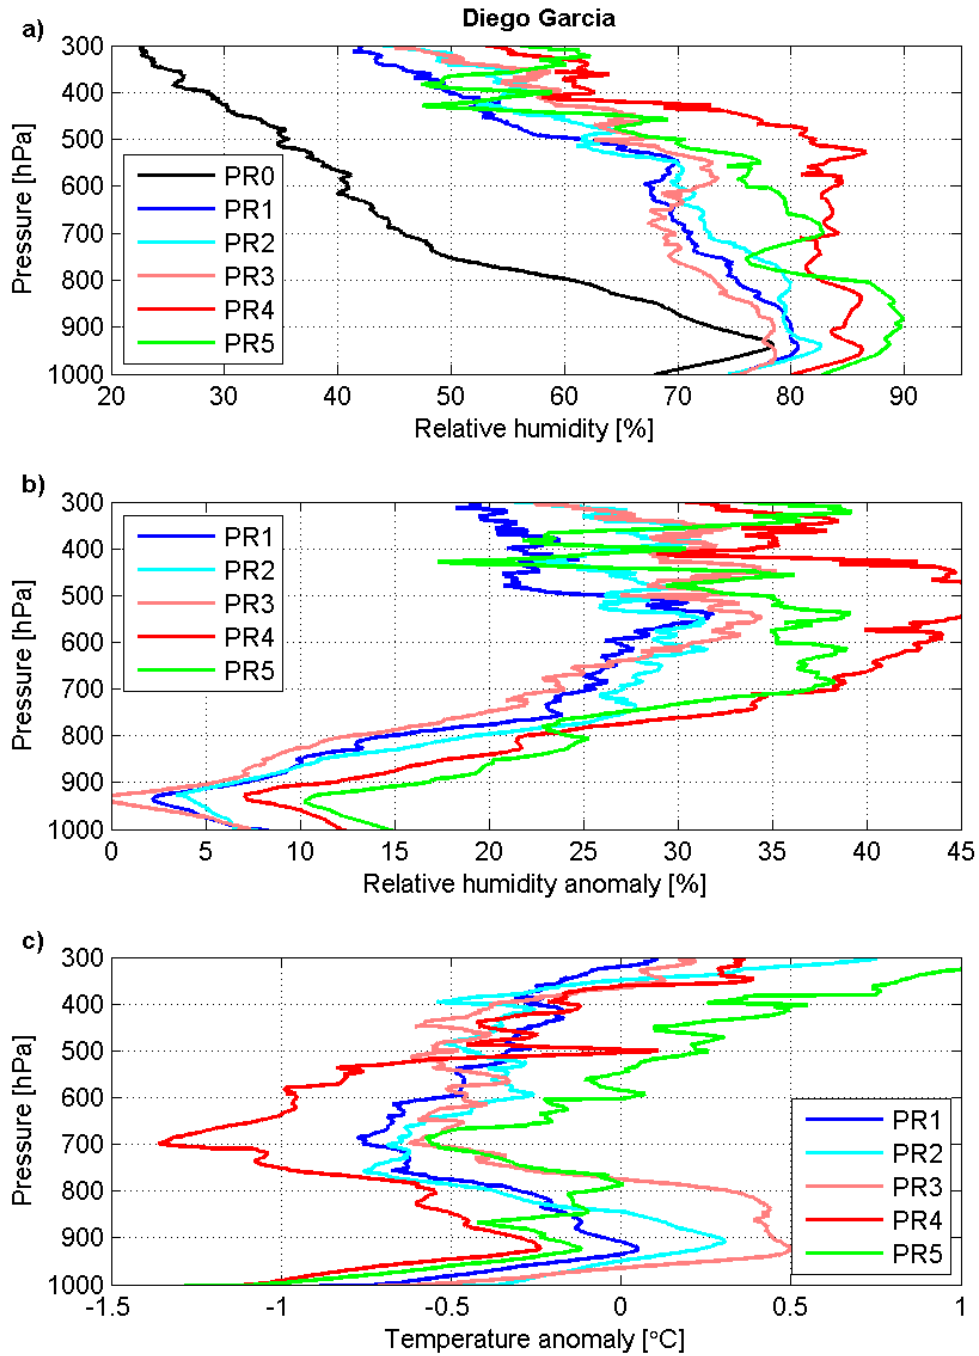 Diego Garcia
a)
300
400
500
600
700
800
900
1000
Pressure [hPa]
PR0
PR1
PR2
PR3
PR4
PR5
20 30 40 50 60 70 80 90
Relative humidity [%]
b)
300
400
500
600
700
800
900
1000
Pressure [hPa]
PR1
PR2
PR3
PR4
PR5
0 5 10 15 20 25 30 35 40 45
Relative humidity anomaly [%]
c)
300
400
500
600
700
800
900
1000
Pressure [hPa]
PR1
PR2
PR3
PR4
PR5
-1.5 -1 -0.5 0 0.5 1
Temperature anomaly [°C]